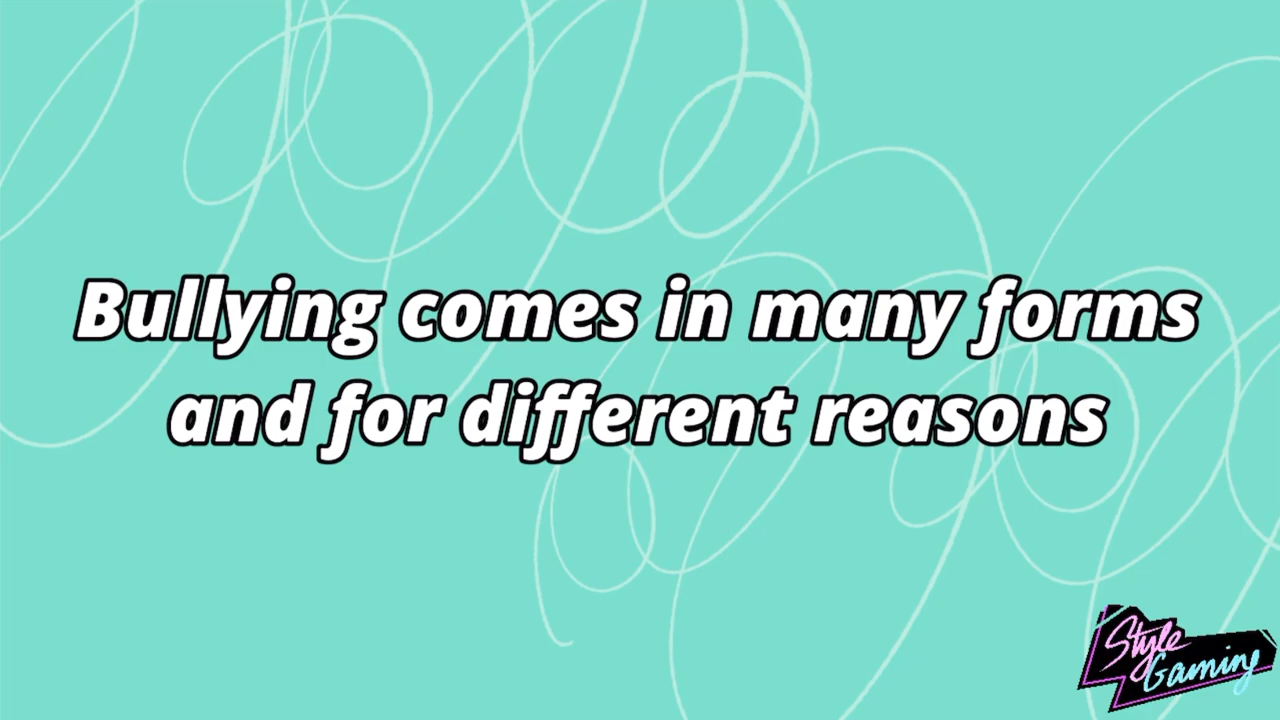 Bullying comes in many forms
and for different reasons
Style
Gaming